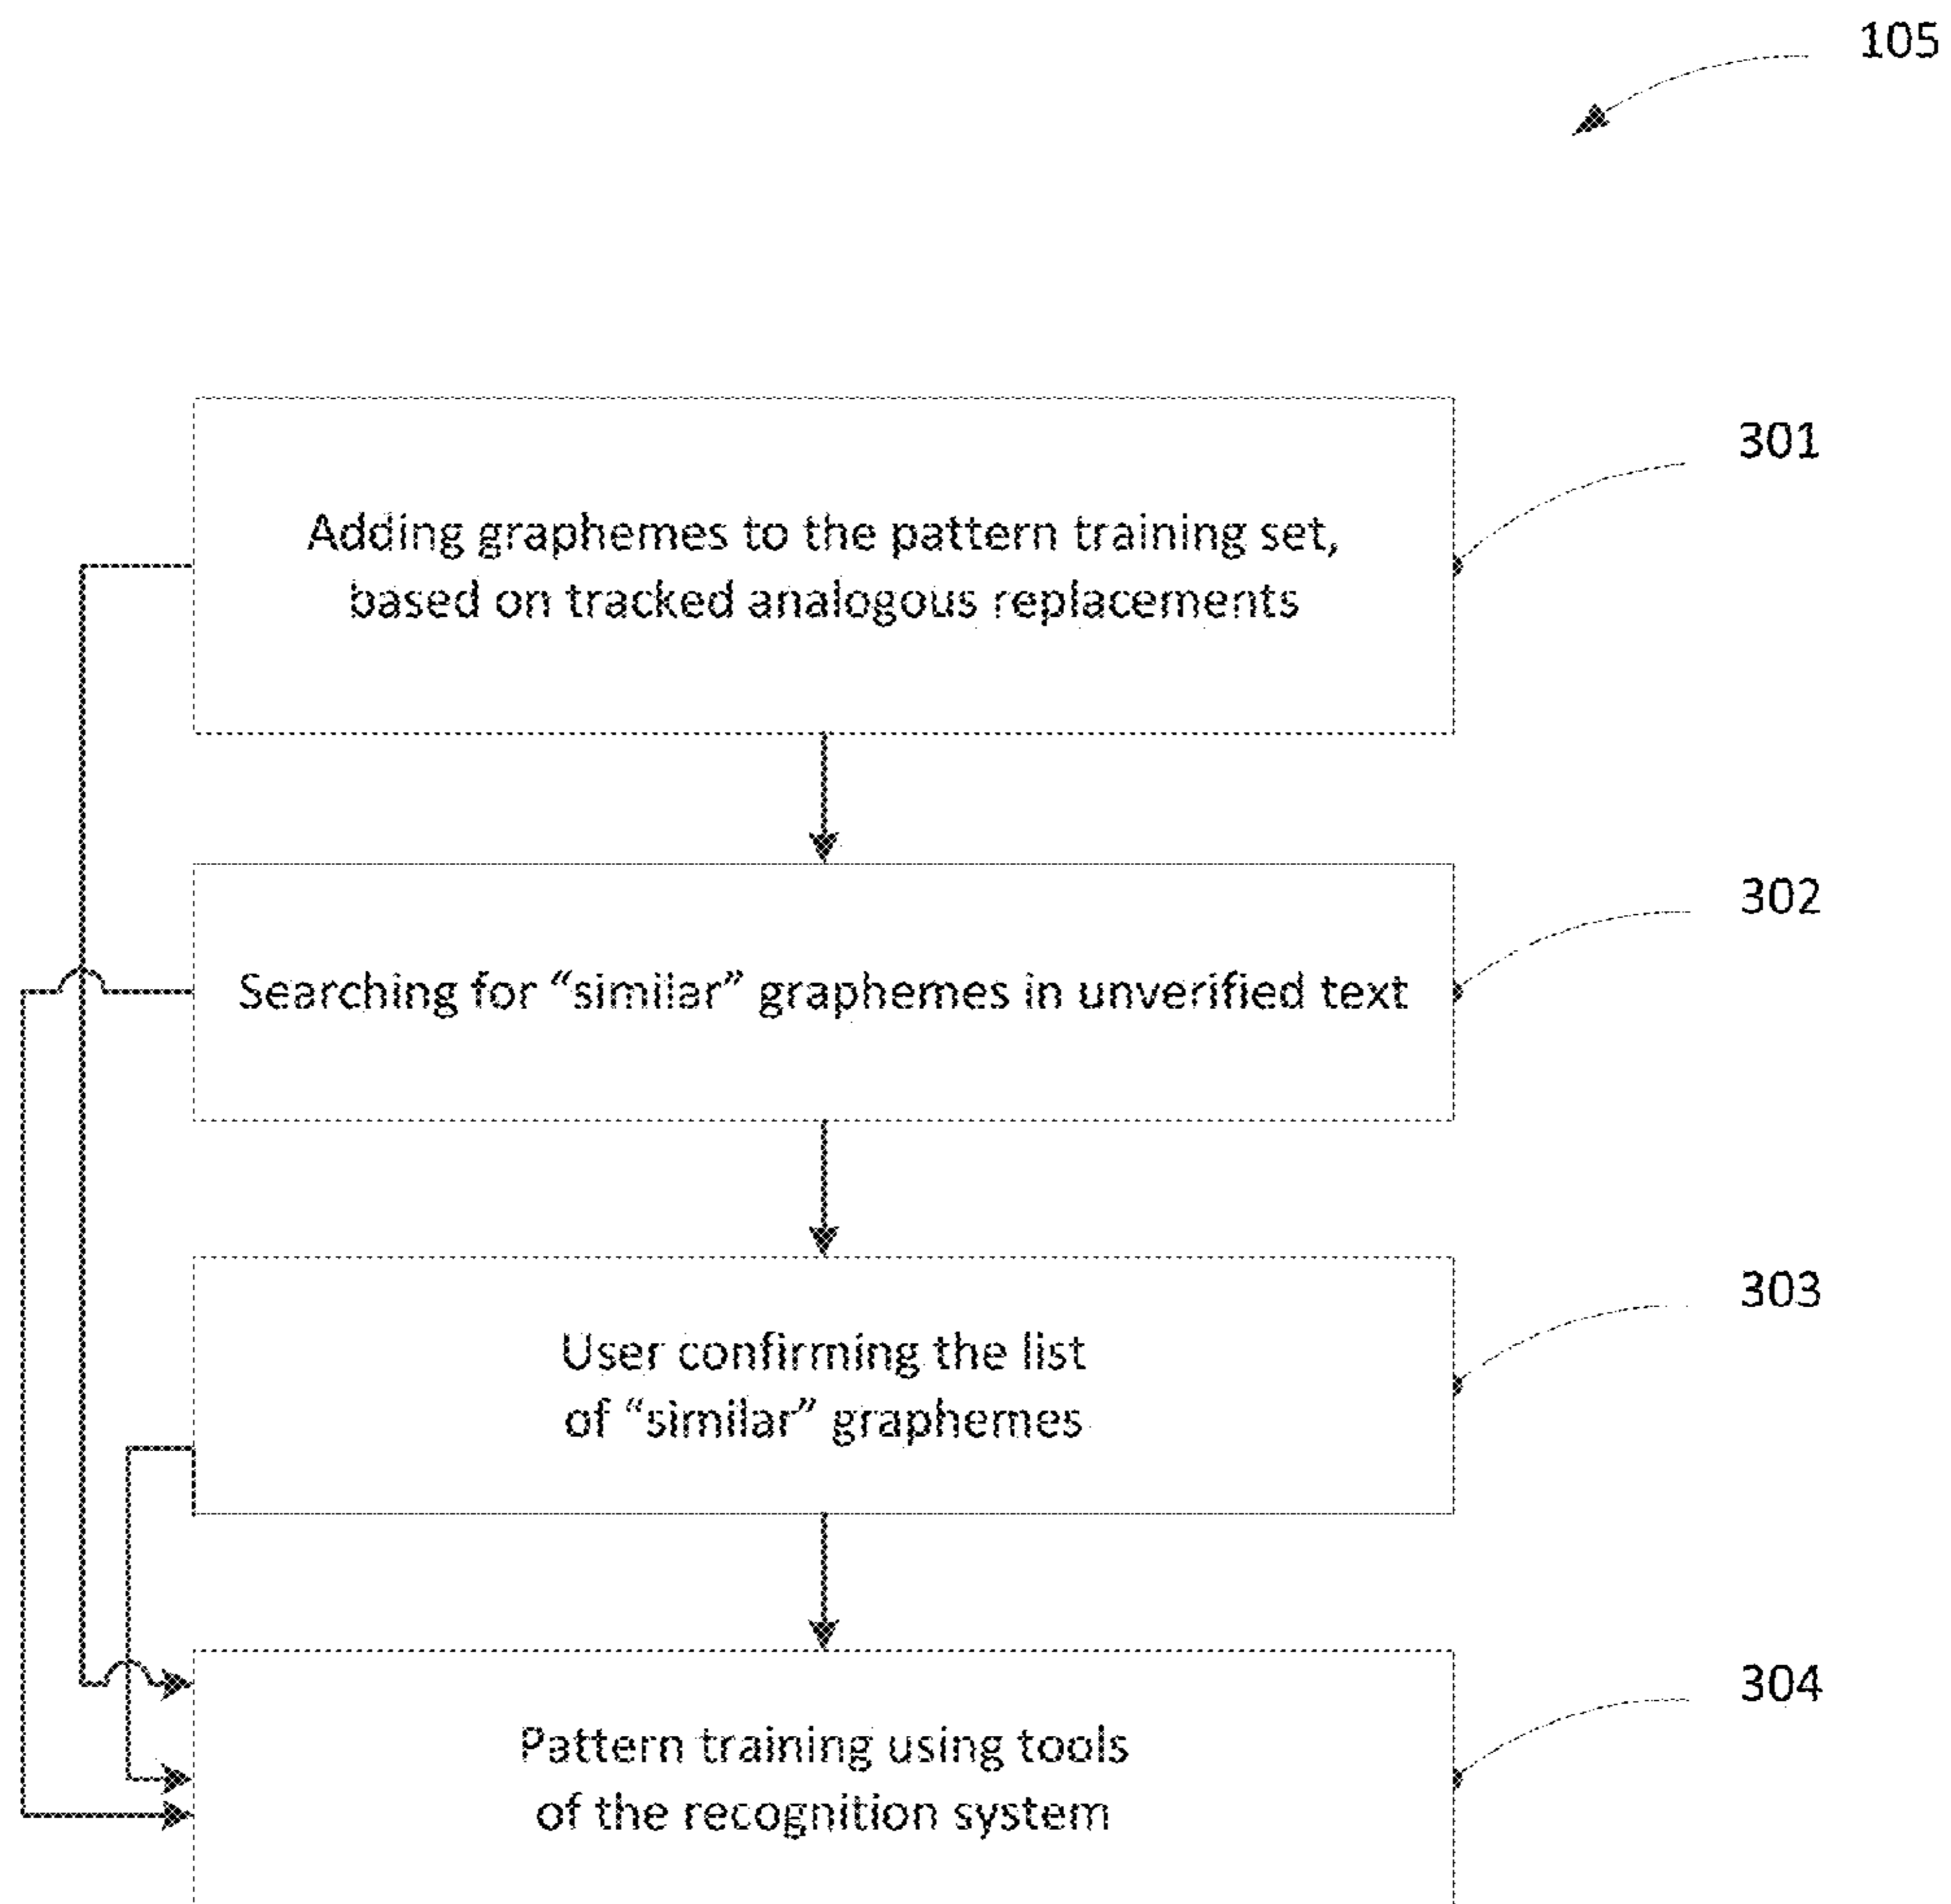 105
301
Adding graphemes to the pattern training set,
based on tracked analogous replacements
302
Searching for “similar” graphemes in unverified text
303
User confirming the list
of “similar” graphemes
304
Pattern training using tools
of the recognition system